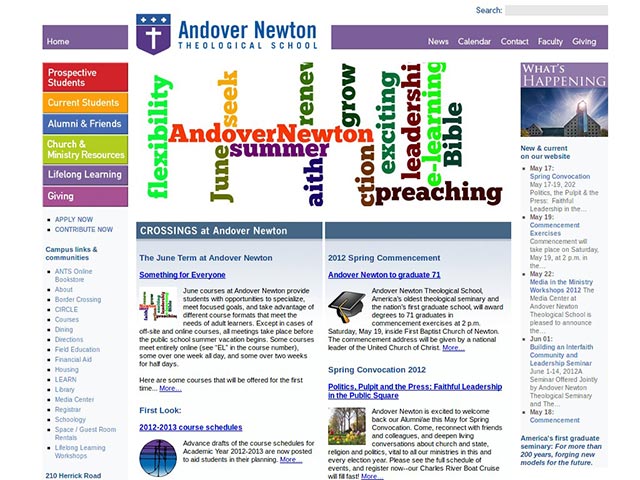 Search:
Andover Newton
THEOLOGICAL SCHOOL
Home
News Calendar Contact Faculty Giving
Prospective
Students
Current Students
Alumni & Friends
Church &
Ministry Resources
Lifelong Learning
Giving
flexibility
seek
June
AndoverNewton
summer
renew
aith
grow
ction
exciting
leadershi
e-learning
Bible
preaching
WHAT'S
HAPPENING
APPLY NOW
CONTRIBUTE NOW
Campus links &
communities
ANTS Online
Bookstore
About
Border Crossing
CIRCLE
Courses
Dining
Directions
Field Education
Financial Aid
Housing
LEARN
Library
Media Center
Registrar
Schoology
Space / Guest Room
Rentals
Lifelong Learning
Workshops
210 Herrick Road
CROSSINGS at Andover Newton
The June Term at Andover Newton
Something for Everyone
June courses at Andover Newton provide
students with opportunities to specialize,
meet focused goals, and take advantage of
different course formats that meet the
needs of adult learners. Except in cases of
off-site and online courses, all meetings take place before
the public school summer vacation begins. Some courses
meet entirely online (see "EL" in the course number),
some over one week all day, and some over two weeks
for half days.
Here are some courses that will be offered for the first
time... More…
First Look:
2012-2013 course schedules
Advance drafts of the course schedules for
Academic Year 2012-2013 are now posted
to aid students in their planning. More…
2012 Spring Commencement
Andover Newton to graduate 71
Andover Newton Theological School,
America's oldest theological seminary and
the nation's first graduate school, will award
degrees to 71 graduates in
commencement exercises at 2 p.m.
Saturday, May 19, inside First Baptist Church of Newton.
The commencement address will be given by a national
leader of the United Church of Christ. More…
Spring Convocation 2012
Politics, Pulpit and the Press: Faithful Leadership
in the Public Square
Andover Newton is excited to welcome
back our Alumni/ae this May for Spring
Convocation. Come, reconnect with friends
and colleagues, and deepen living
conversations about church and state,
religion and politics, vital to all our ministries in this and
every election year. Please see the full schedule of
events, and register now--our Charles River Boat Cruise
will fill fast! More…
New & current
on our website
May 17:
Spring Convocation
May 17-19, 202
Politics, the Pulpit & the
Press: Faithful
Leadership in the…
May 19:
Commencement
Exercises
Commencement will
take place on Saturday,
May 19, at 2 p.m. in
the…
May 22:
Media in the Ministry
Workshops 2012 The
Media Center at
Andover Newton
Theological School is
pleased to announce
the…
Jun 01:
Building an Interfaith
Community and
Leadership Seminar
June 1-14, 2012A
Seminar Offered Jointly
by Andover Newton
Theological Seminary and
The…
May 18:
Commencement
America's first graduate
seminary: For more than
200 years, forging new
models for the future.